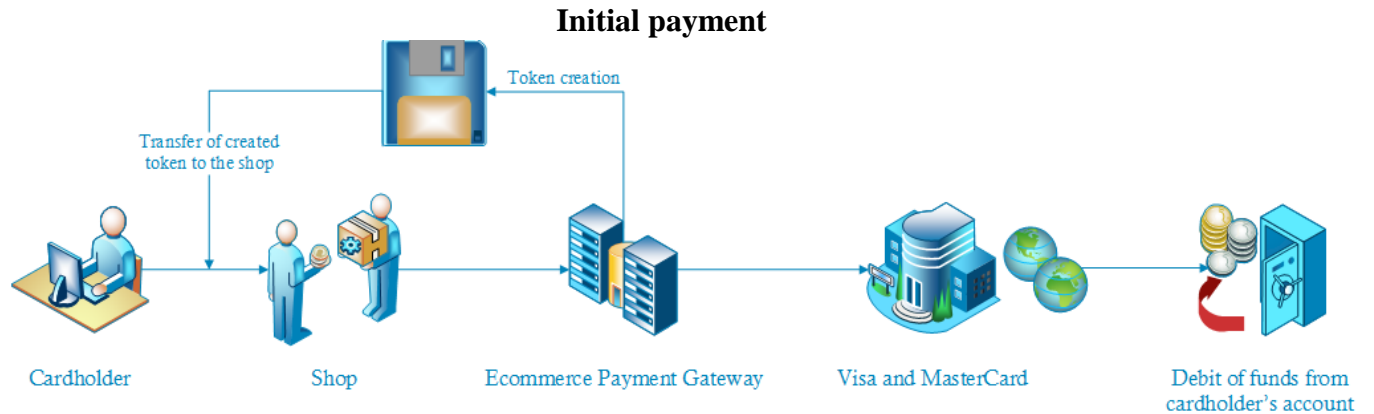 Initial payment
Token creation
Transfer of created
token to the shop
Cardholder
Shop
Ecommerce Payment Gateway
Visa and MasterCard
Debit of funds from
cardholder's account